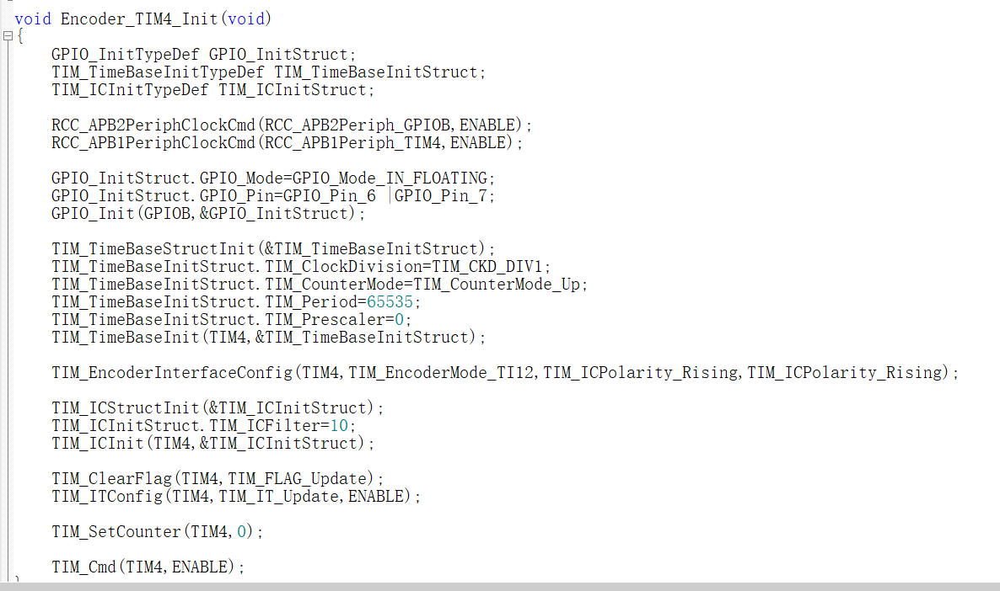 void Encoder_TIM4_Init(void)
{
GPIO_InitTypeDef GPIO_InitStruct;
TIM_TimeBaseInitTypeDef TIM_TimeBaseInitStruct;
TIM_ICInitTypeDef TIM_ICInitStruct;
RCC_APB2PeriphClockCmd(RCC_APB2Periph_GPIOB,ENABLE);
RCC_APB1PeriphClockCmd(RCC_APB1Periph_TIM4,ENABLE);
GPIO_InitStruct.GPIO_Mode=GPIO_Mode_IN_FLOATING;
GPIO_InitStruct.GPIO_Pin=GPIO_Pin_6 |GPIO_Pin_7;
GPIO_Init(GPIOB,&GPIO_InitStruct);
TIM_TimeBaseStructInit(&TIM_TimeBaseInitStruct);
TIM_TimeBaseInitStruct.TIM_ClockDivision=TIM_CKD_DIV1;
TIM_TimeBaseInitStruct.TIM_CounterMode=TIM_CounterMode_Up;
TIM_TimeBaseInitStruct.TIM_Period=65535;
TIM_TimeBaseInitStruct.TIM_Prescaler=0;
TIM_TimeBaseInit(TIM4,&TIM_TimeBaseInitStruct);
TIM_EncoderInterfaceConfig(TIM4,TIM_EncoderMode_TI12,TIM_ICPolarity_Rising,TIM_ICPolarity_Rising);
TIM_ICStructInit(&TIM_ICInitStruct);
TIM_ICInitStruct.TIM_ICFilter=10;
TIM_ICInit(TIM4,&TIM_ICInitStruct);
TIM_ClearFlag(TIM4,TIM_FLAG_Update);
TIM_ITConfig(TIM4,TIM_IT_Update,ENABLE);
TIM_SetCounter(TIM4,0);
TIM_Cmd(TIM4,ENABLE);
}